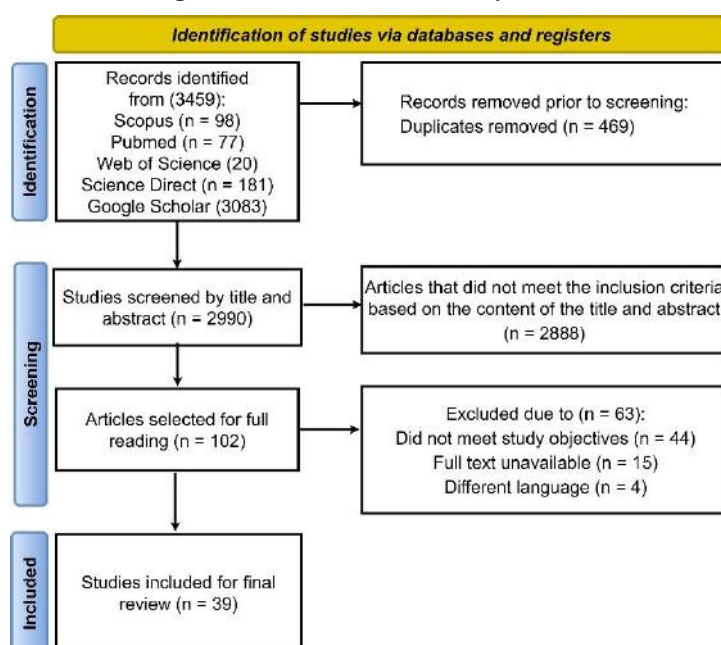 Identification of studies via databases and registers
Identification
Records identified
from (3459):
Scopus (n = 98)
Pubmed (n = 77)
Web of Science (20)
Science Direct (n = 181)
Google Scholar (3083)
Records removed prior to screening:
Duplicates removed (n = 469)
Screening
Studies screened by title and
abstract (n = 2990)
Articles that did not meet the inclusion criteria
based on the content of the title and abstract
(n = 2888)
Articles selected for full
reading (n = 102)
Excluded due to (n = 63):
Did not meet study objectives (n = 44)
Full text unavailable (n = 15)
Different language (n = 4)
Included
Studies included for final
review (n = 39)